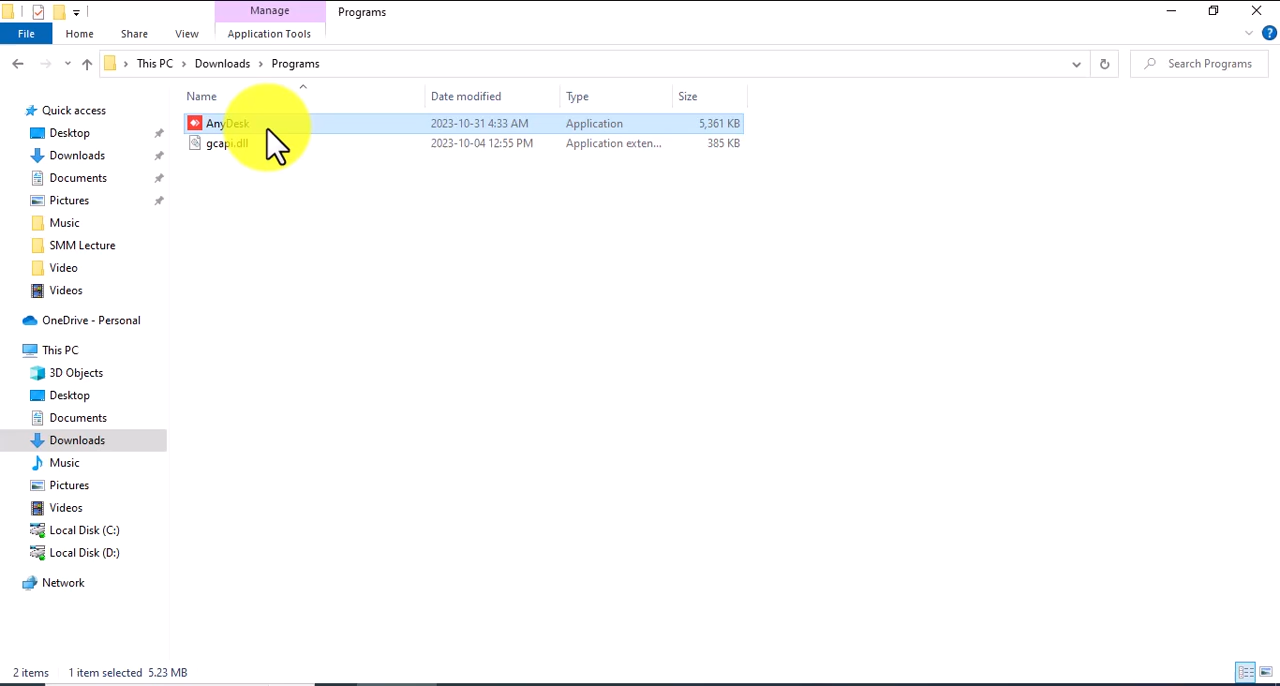 Manage
Programs
File
Home
Share
View
Application Tools
This PC
Downloads
Programs
Search Programs
Name
Date modified
Type
Size
AnyDesk
2023-10-31 4:33 AM
Application
5,361 KB
gcapi.dll
2023-10-04 12:55 PM
Application exten...
385 KB
Quick access
Desktop
Downloads
Documents
Pictures
Music
SMM Lecture
Video
Videos
OneDrive - Personal
This PC
3D Objects
Desktop
Documents
Downloads
Music
Pictures
Videos
Local Disk (C:)
Local Disk (D:)
Network
2 items
1 item selected 5.23 MB